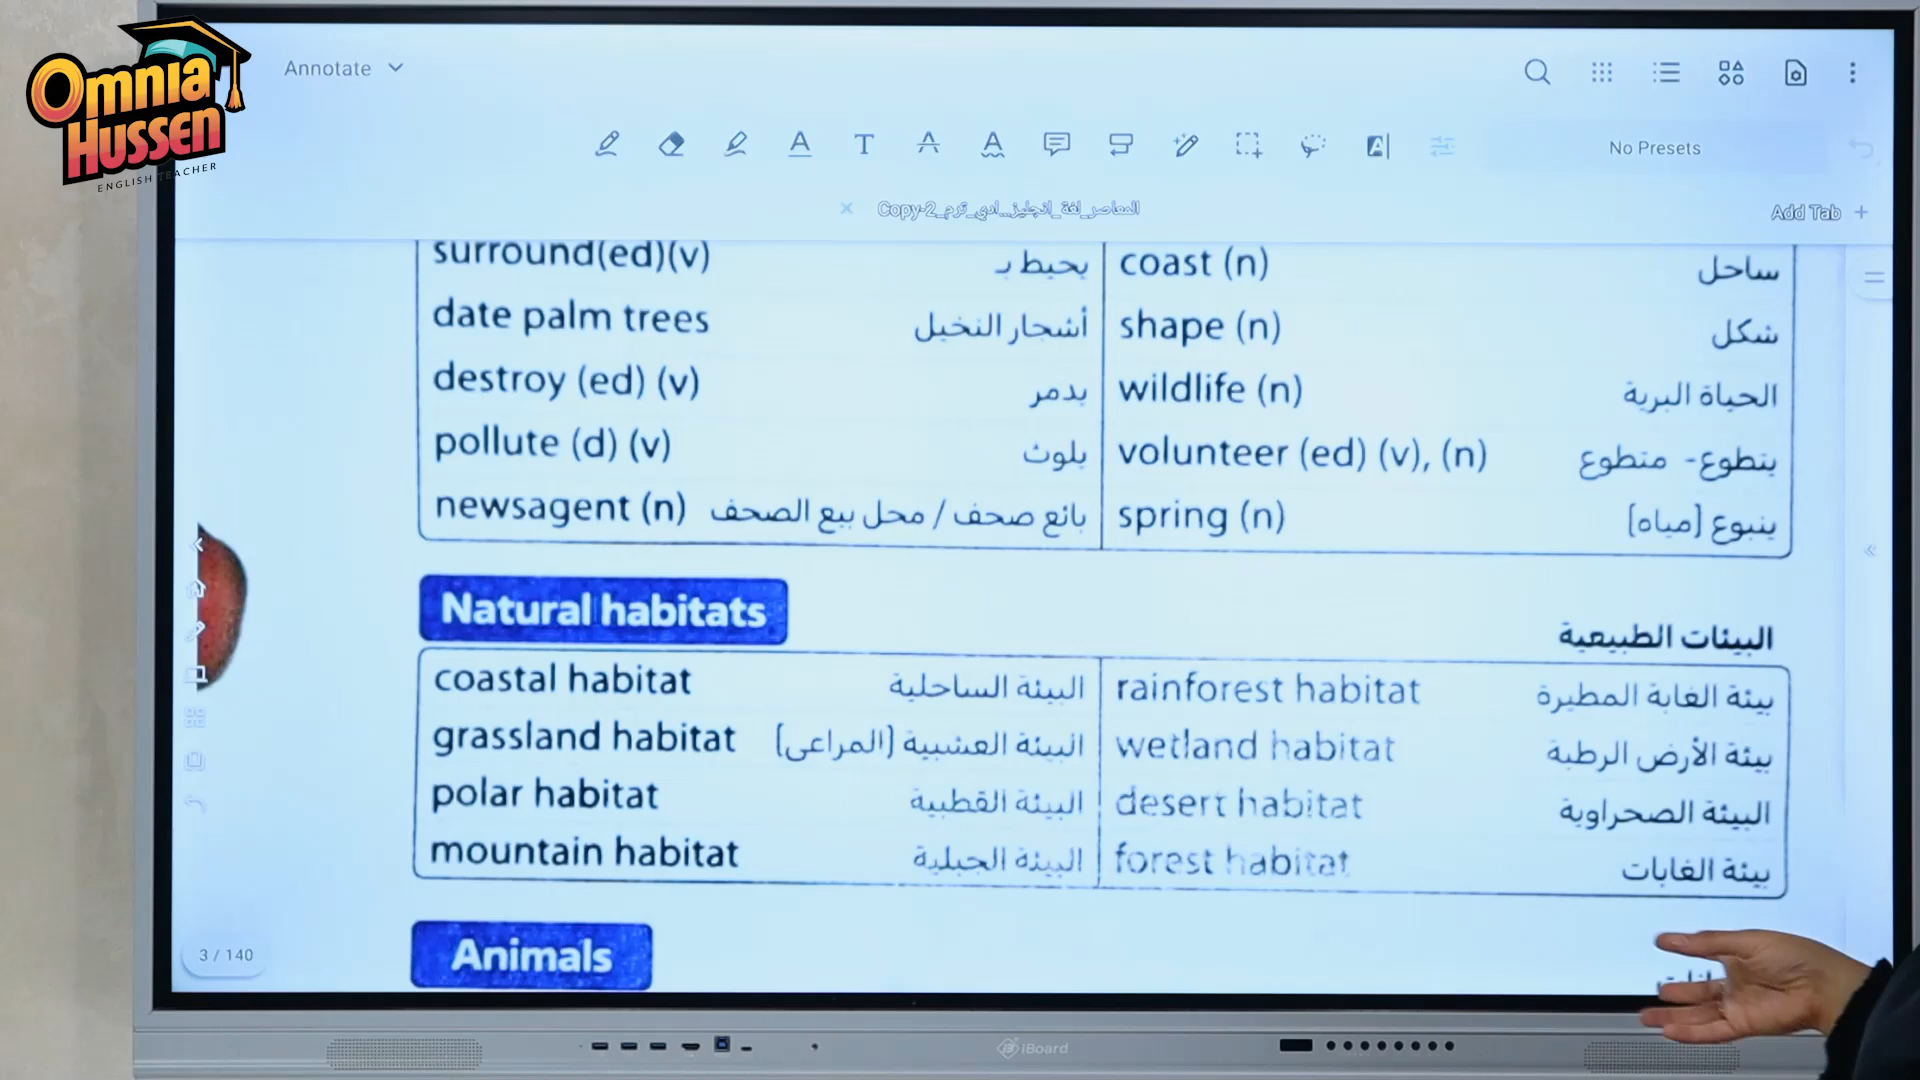 Omnia
Hussen
ENGLISH TEACHER
Annotate
No Presets
المعاصر_لغة_انجليز...ادي_ترم_2-Copy
Add Tab +
surround(ed)(v) يحيط بـ
coast (n) ساحل
date palm trees أشجار النخيل
shape (n) شكل
destroy (ed) (v) يدمر
wildlife (n) الحياة البرية
pollute (d) (v) يلوث
volunteer (ed) (v), (n) يتطوع- متطوع
newsagent (n) بائع صحف / محل بيع الصحف
spring (n) ينبوع [مياه]
Natural habitats البيئات الطبيعية
coastal habitat البيئة الساحلية
rainforest habitat بيئة الغابة المطيرة
grassland habitat البيئة العشبية (المراعى)
wetland habitat بيئة الأرض الرطبة
polar habitat البيئة القطبية
desert habitat البيئة الصحراوية
mountain habitat البيئة الجبلية
forest habitat بيئة الغابات
Animals
3 / 140
iBoard